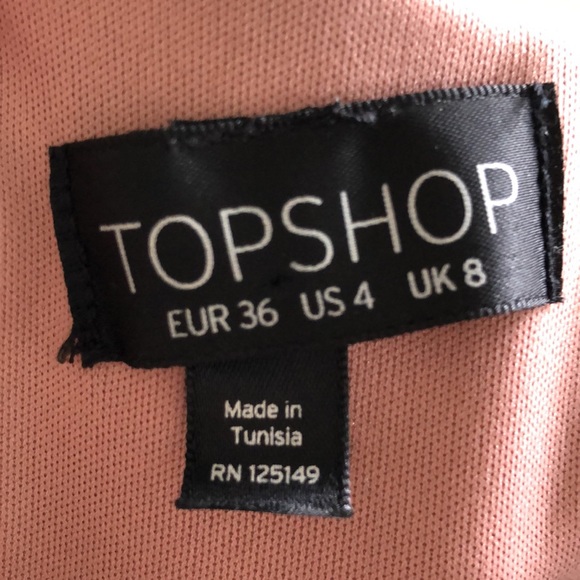 TOPSHOP
EUR 36 US 4 UK 8
Made in
Tunisia
RN 125149